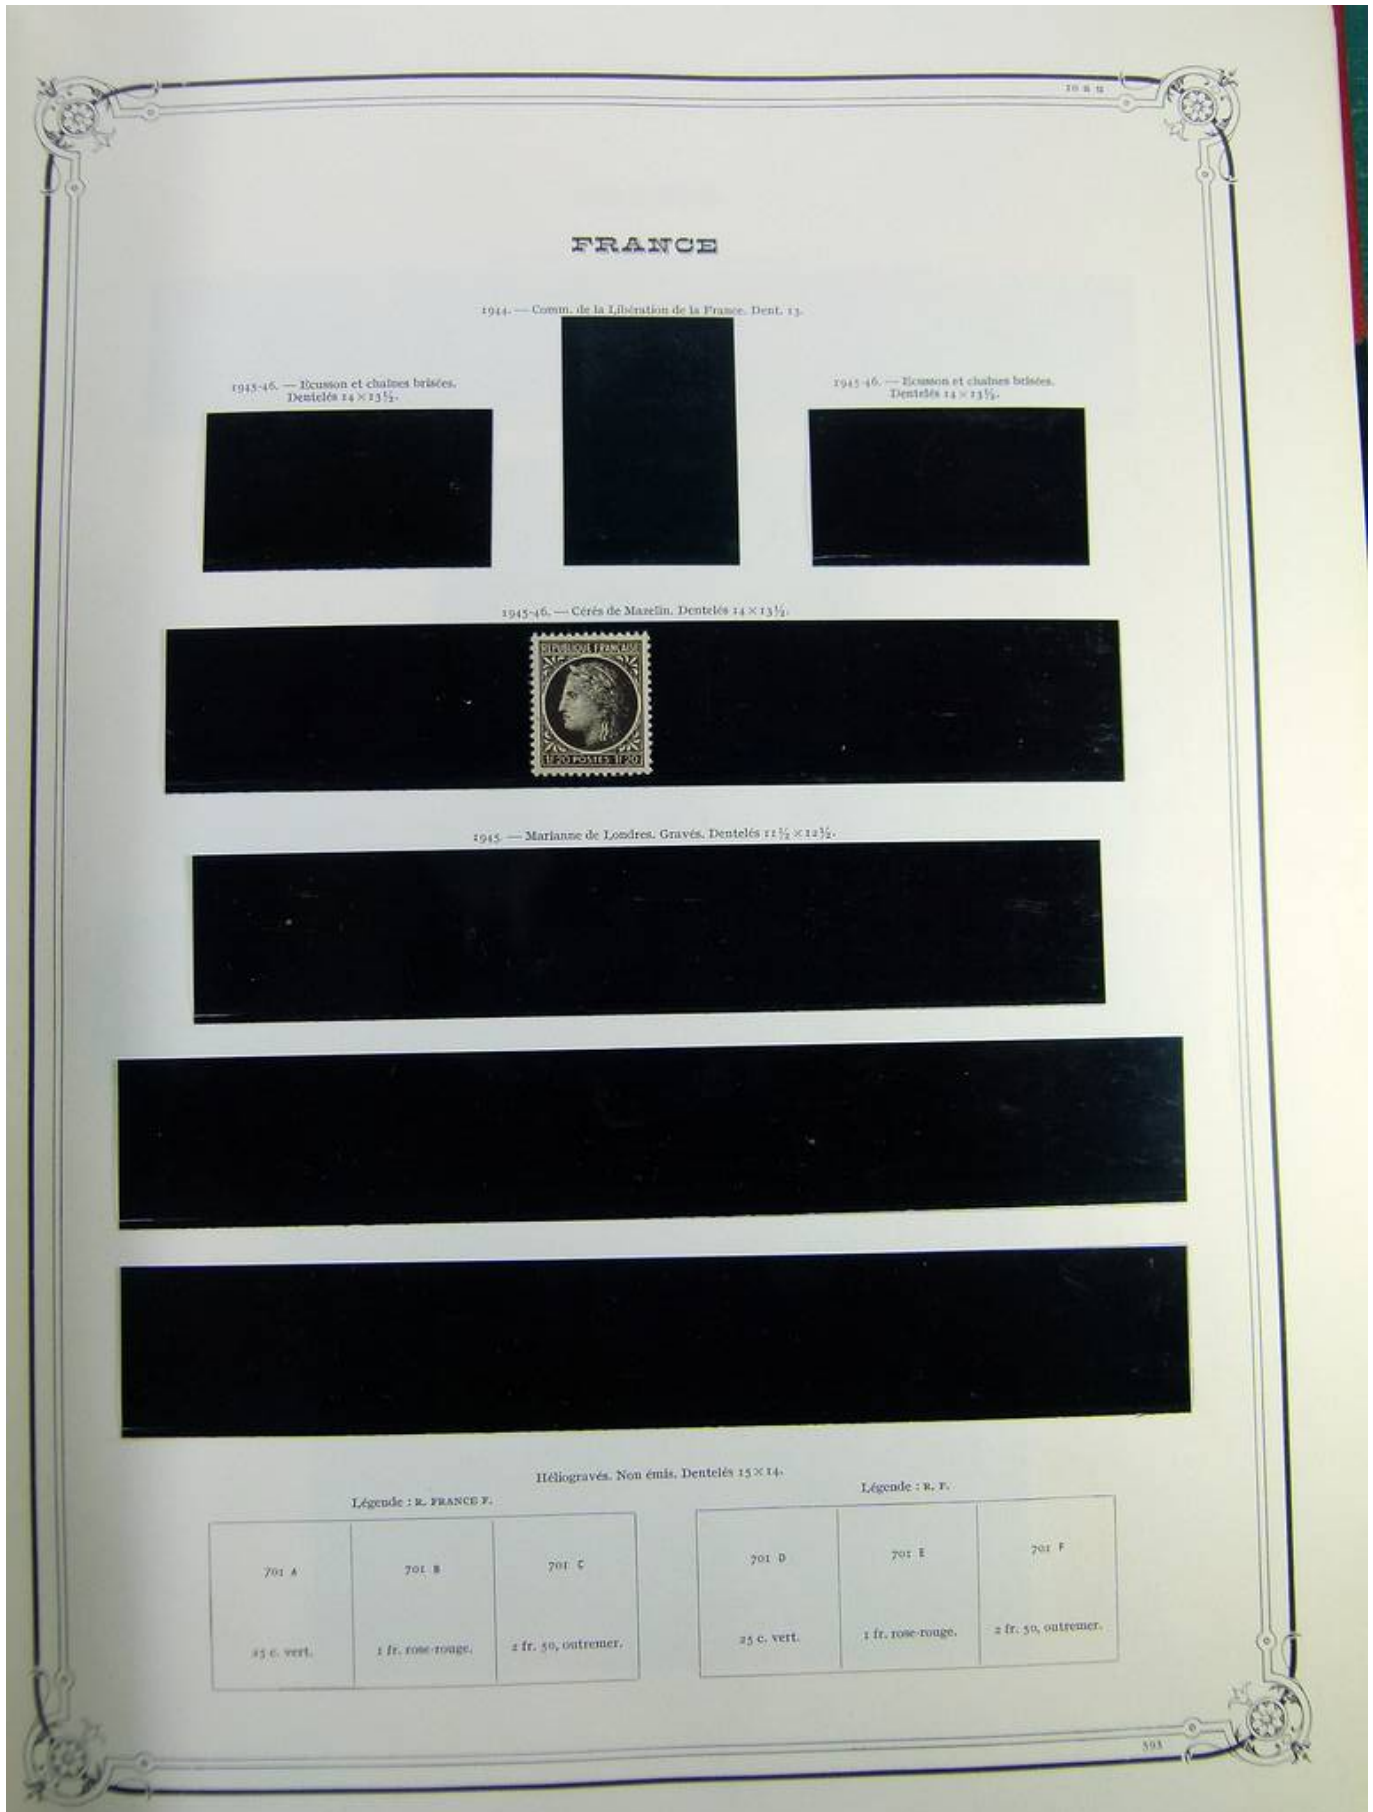 FRANCE
1944. — Comm. de la Libération de la France. Dent. 13.
1945-46. — Ecusson et chaînes brisées.
Dentelés 14 × 13½.
1945-46. — Ecusson et chaînes brisées.
Dentelés 14 × 13½.
1945-46. — Cérès de Mazelin. Dentelés 14 × 13½.
REPUBLIQUE FRANCAISE
1F20 POSTES 1F20
1945. — Marianne de Londres. Gravés. Dentelés 11½ × 12½.
Héliogravés. Non émis. Dentelés 15 × 14.
Légende : R. FRANCE F.
Légende : R. F.
701 A
701 B
701 C
701 D
701 E
701 F
25 c. vert.
1 fr. rose-rouge.
2 fr. 50, outremer.
25 c. vert.
1 fr. rose-rouge.
2 fr. 50, outremer.